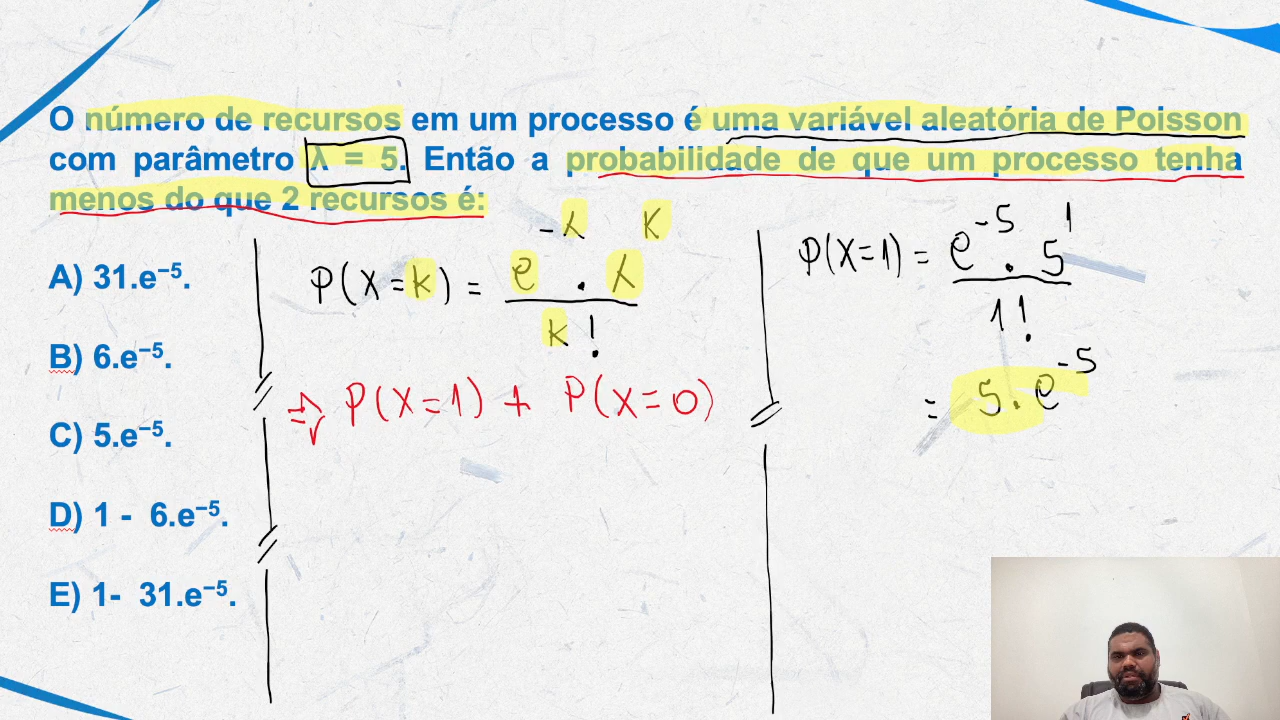 O número de recursos em um processo é uma variável aleatória de Poisson
com parâmetro λ = 5. Então a probabilidade de que um processo tenha
menos do que 2 recursos é:
A) 31.e⁻⁵.
B) 6.e⁻⁵.
C) 5.e⁻⁵.
D) 1 - 6.e⁻⁵.
E) 1- 31.e⁻⁵.
P(X=k) = e^-λ . λ^K / k!
⇒ P(X=1) + P(X=0)
P(X=1) = e^-5 . 5^1 / 1!
= 5.e^-5